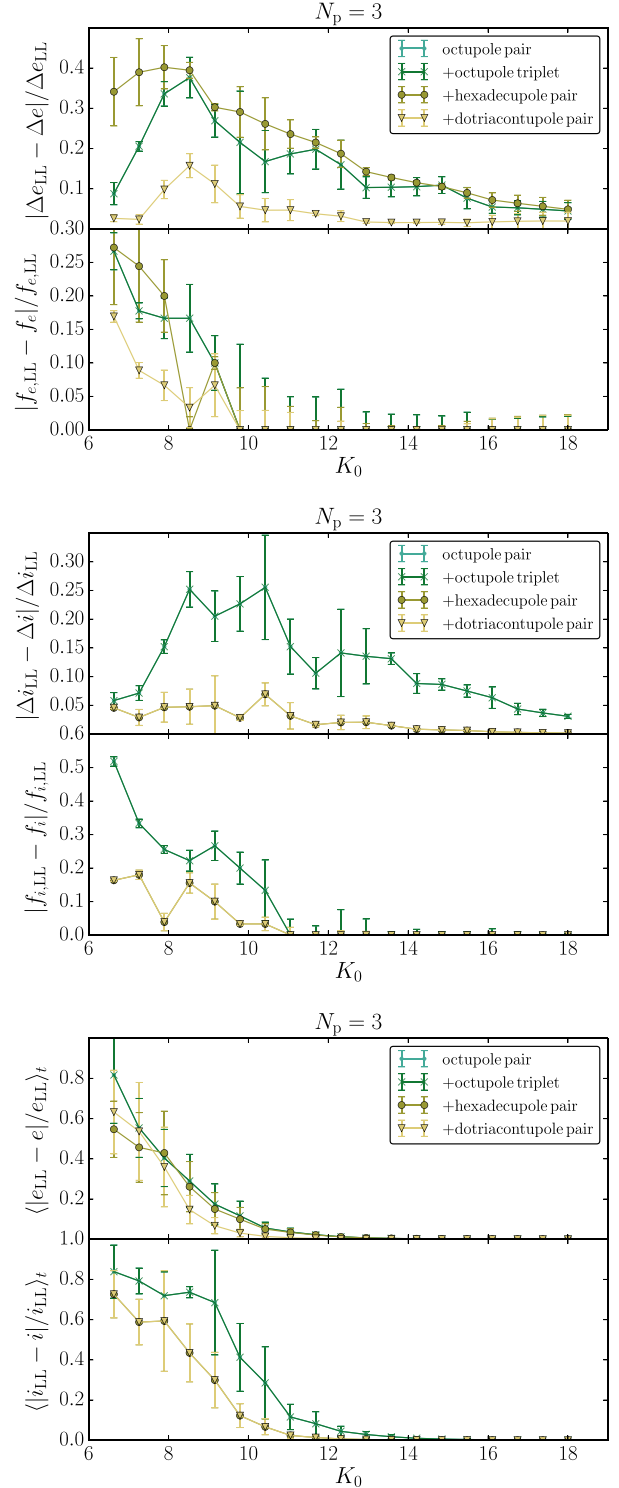 N_p = 3
|Δe_LL − Δe|/Δe_LL
0.4
0.3
0.2
0.1
octupole pair
+octupole triplet
+hexadecupole pair
+dotriacontupole pair
|f_e,LL − f_e|/f_e,LL
0.30
0.25
0.20
0.15
0.10
0.05
0.00
6 8 10 12 14 16 18
K_0
N_p = 3
|Δi_LL − Δi|/Δi_LL
0.35
0.30
0.25
0.20
0.15
0.10
0.05
octupole pair
+octupole triplet
+hexadecupole pair
+dotriacontupole pair
|f_i,LL − f_i|/f_i,LL
0.6
0.5
0.4
0.3
0.2
0.1
0.0
6 8 10 12 14 16 18
K_0
N_p = 3
⟨|e_LL − e|/e_LL⟩_t
0.8
0.6
0.4
0.2
octupole pair
+octupole triplet
+hexadecupole pair
+dotriacontupole pair
⟨|i_LL − i|/i_LL⟩_t
1.0
0.8
0.6
0.4
0.2
0.0
6 8 10 12 14 16 18
K_0